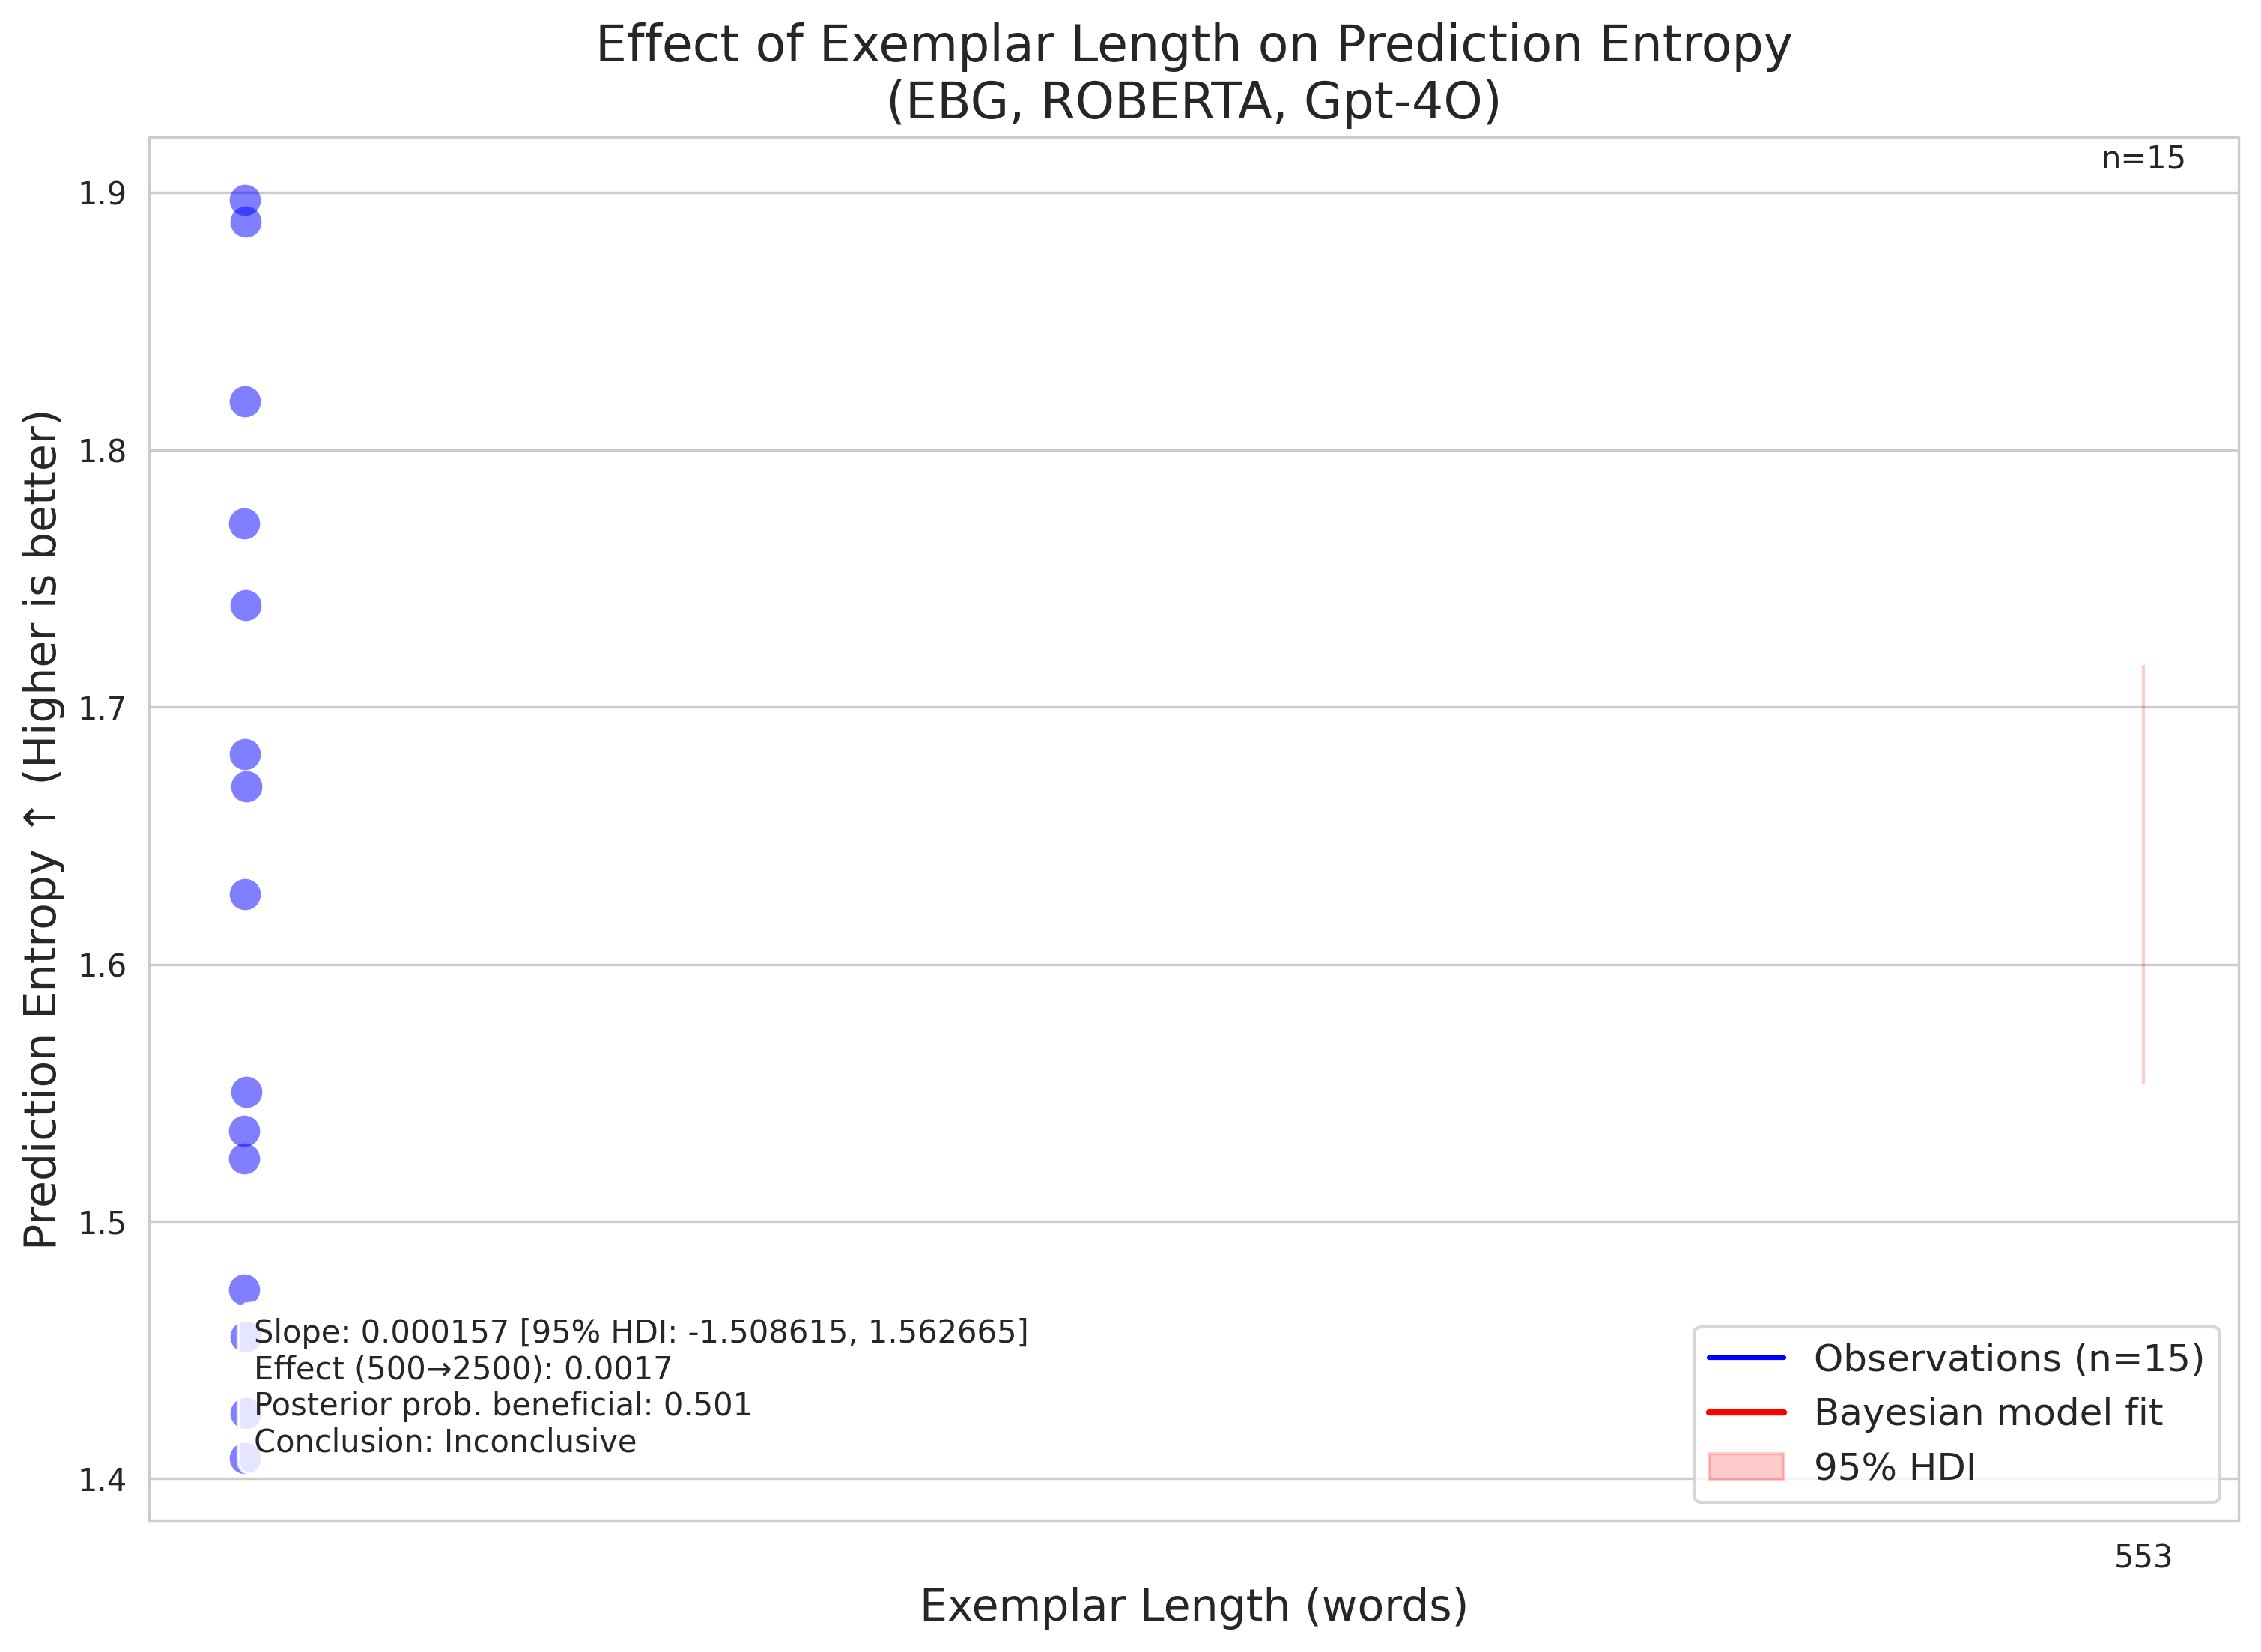 Effect of Exemplar Length on Prediction Entropy
(EBG, ROBERTA, Gpt-4O)
n=15
Prediction Entropy ↑ (Higher is better)
1.9
1.8
1.7
1.6
1.5
1.4
Slope: 0.000157 [95% HDI: -1.508615, 1.562665]
Effect (500→2500): 0.0017
Posterior prob. beneficial: 0.501
Conclusion: Inconclusive
Observations (n=15)
Bayesian model fit
95% HDI
553
Exemplar Length (words)